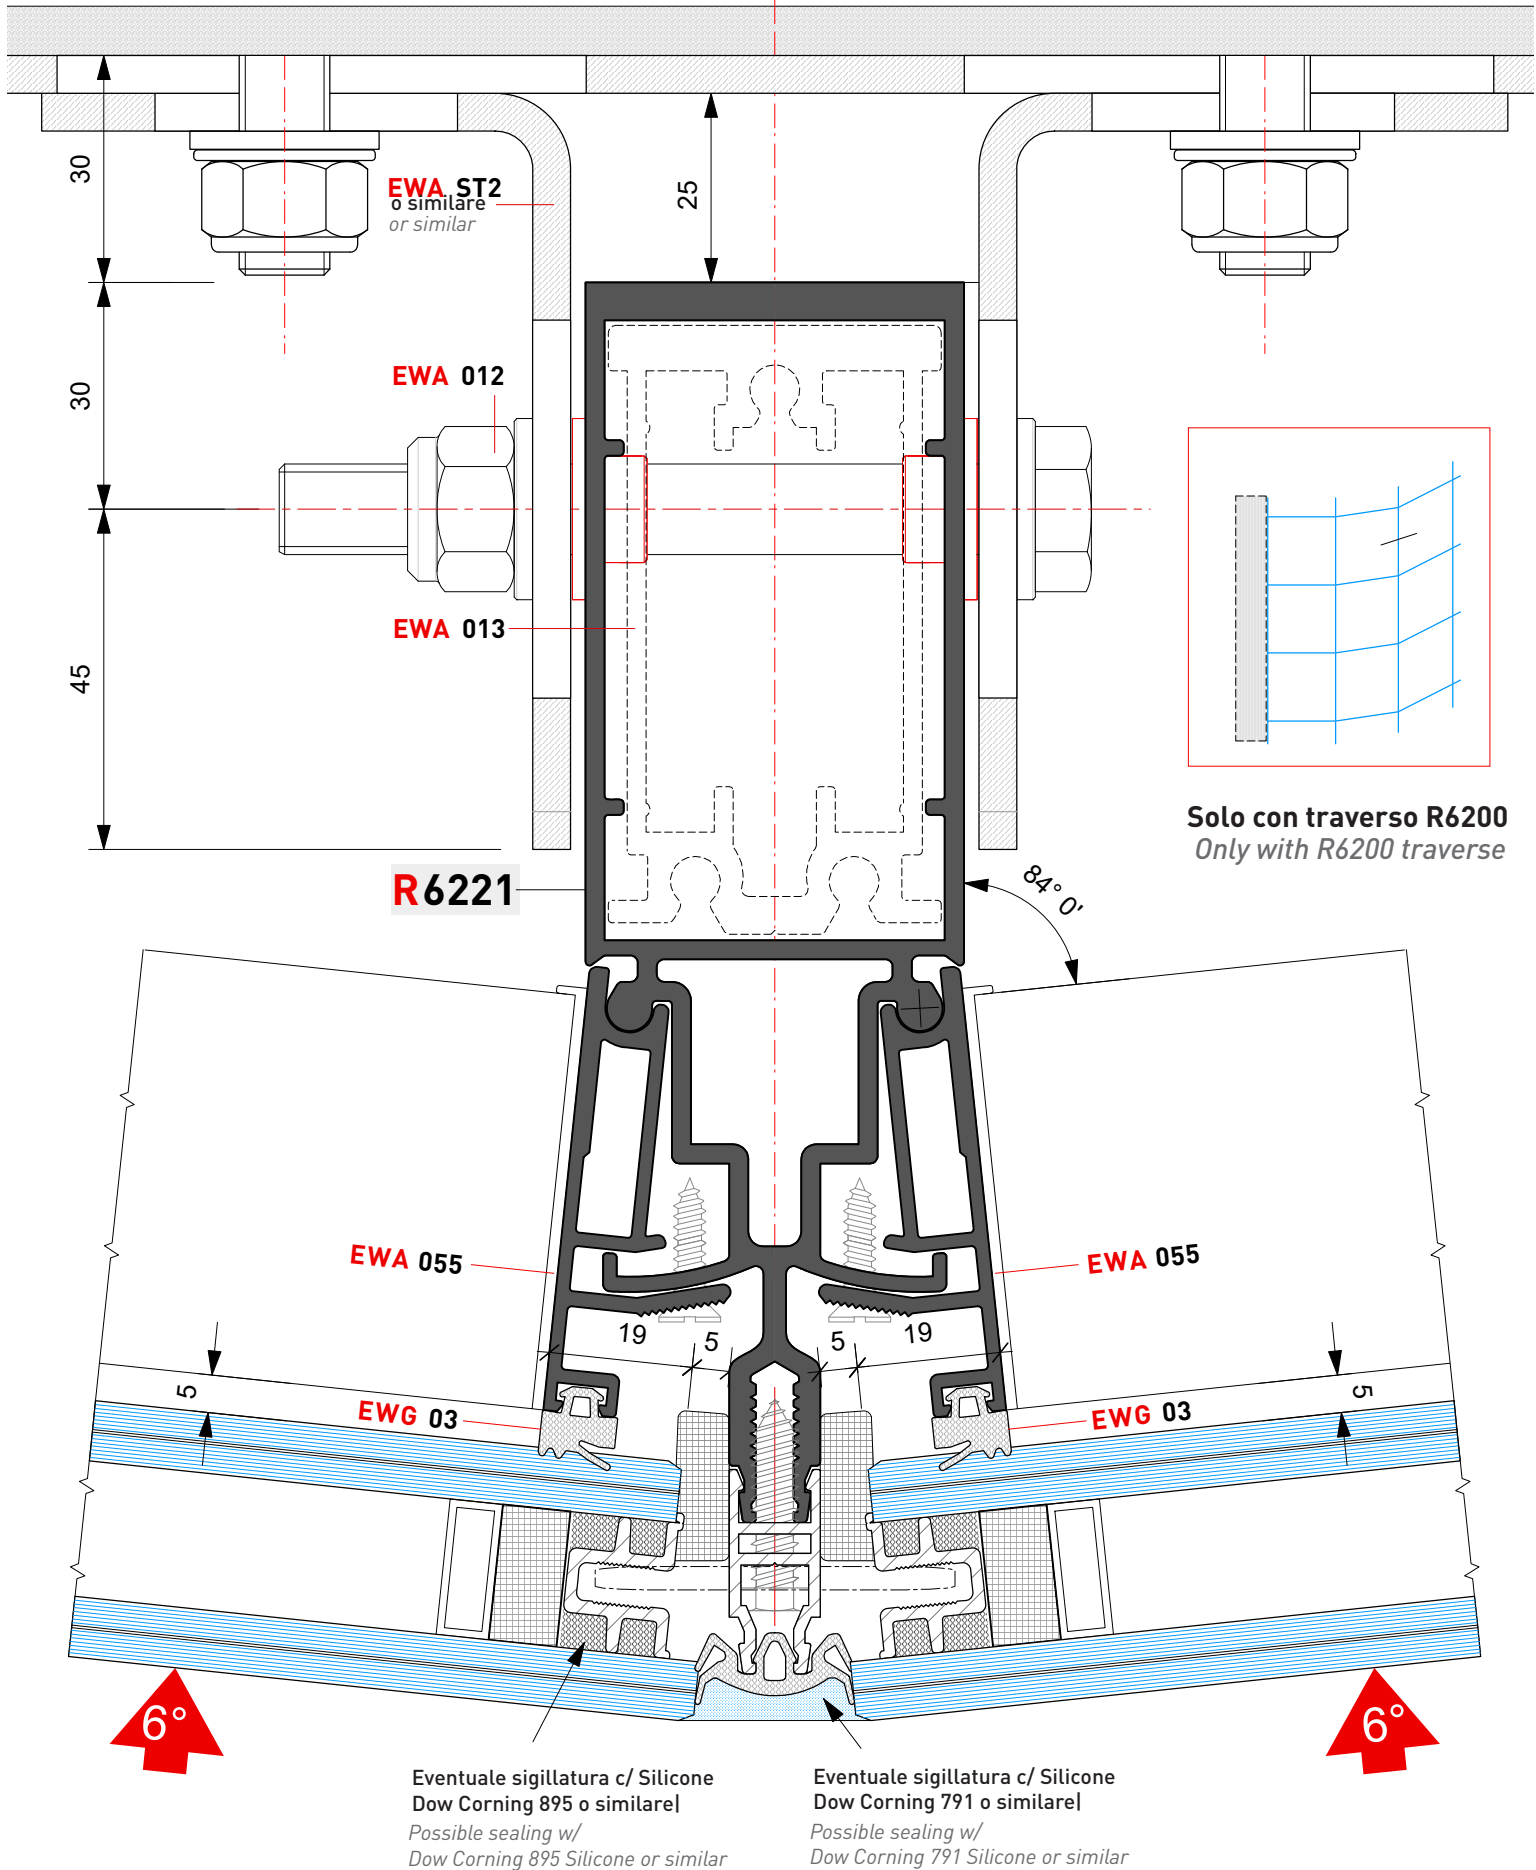 30
EWA ST2
o similare
or similar
25
30
EWA 012
EWA 013
45
Solo con traverso R6200
Only with R6200 traverse
R6221
84° 0'
EWA 055
EWA 055
19
5
5
19
5
5
EWG 03
EWG 03
6°
6°
Eventuale sigillatura c/ Silicone
Dow Corning 895 o similare|
Possible sealing w/
Dow Corning 895 Silicone or similar
Eventuale sigillatura c/ Silicone
Dow Corning 791 o similare|
Possible sealing w/
Dow Corning 791 Silicone or similar